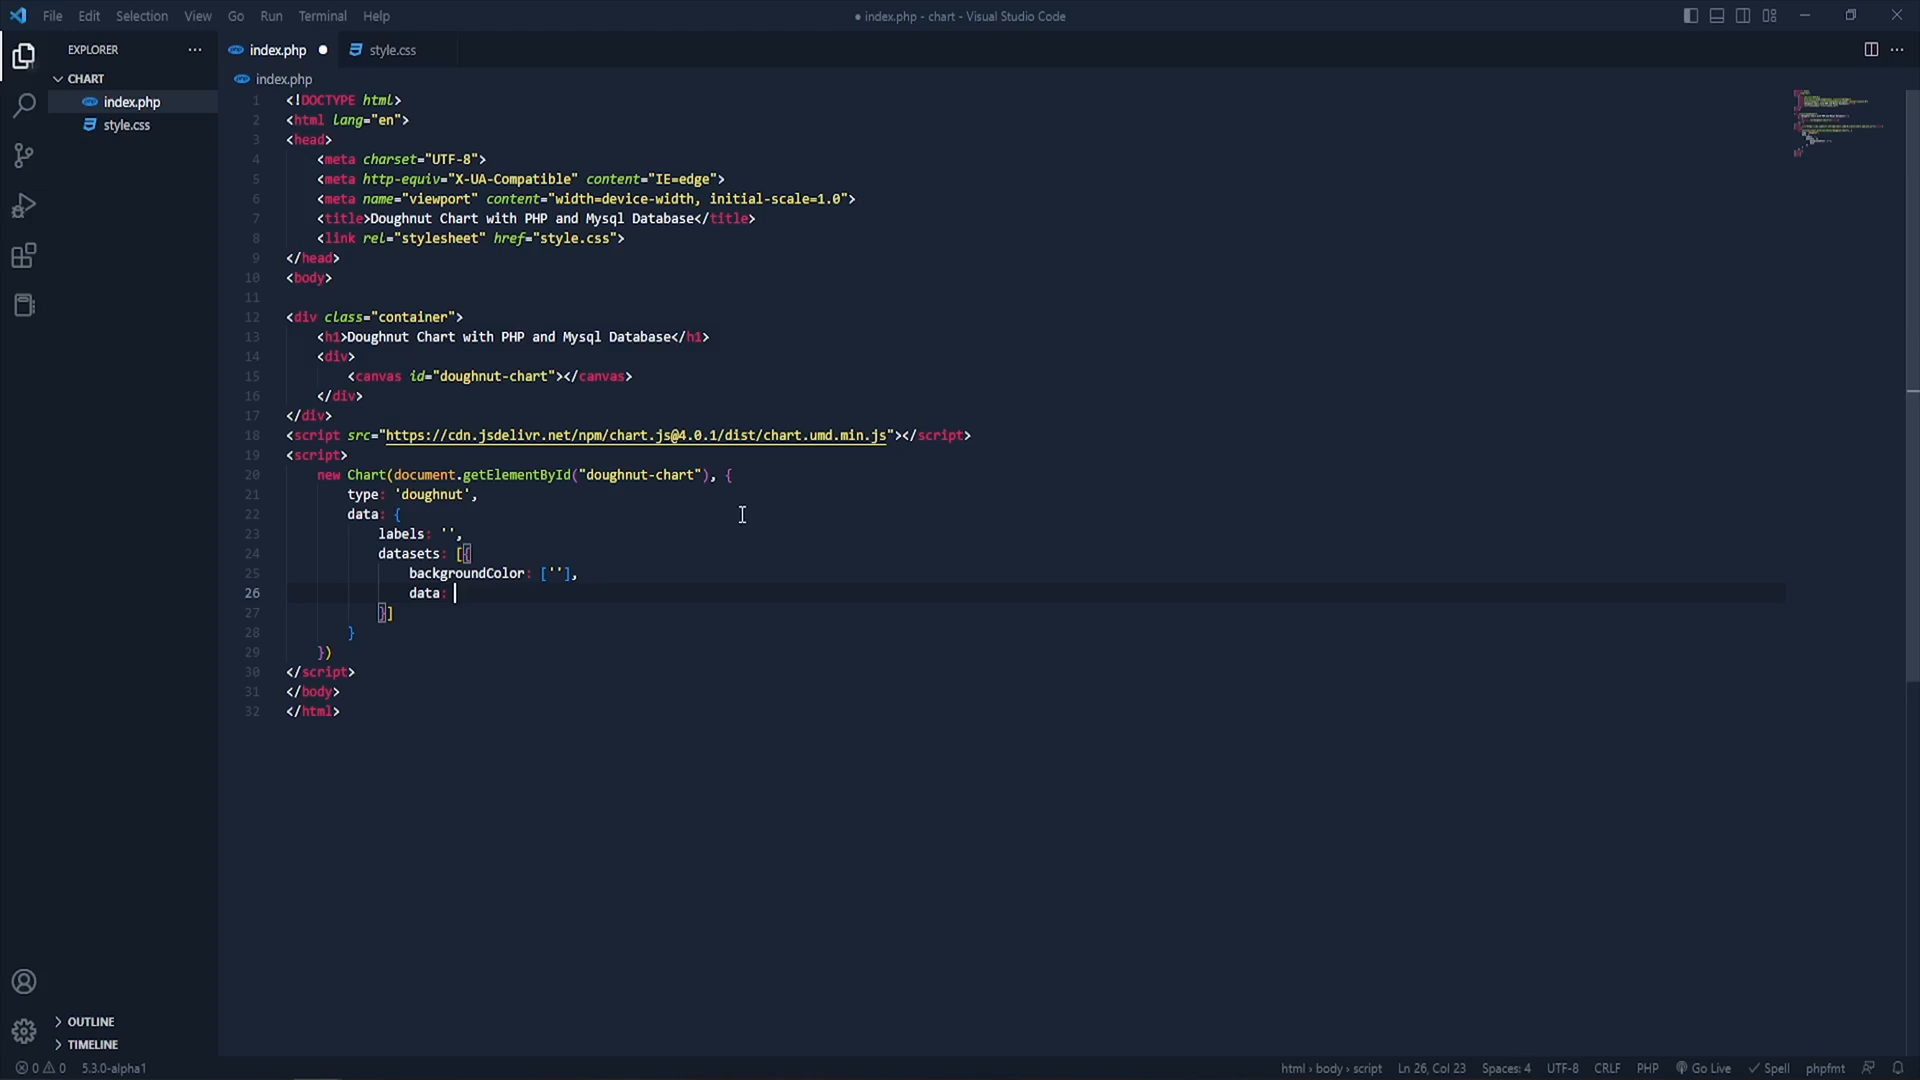 File Edit Selection View Go Run Terminal Help
● index.php - chart - Visual Studio Code
EXPLORER
CHART
index.php
style.css
OUTLINE
TIMELINE
index.php
style.css
index.php
1 <!DOCTYPE html>
2 <html lang="en">
3 <head>
4 <meta charset="UTF-8">
5 <meta http-equiv="X-UA-Compatible" content="IE=edge">
6 <meta name="viewport" content="width=device-width, initial-scale=1.0">
7 <title>Doughnut Chart with PHP and Mysql Database</title>
8 <link rel="stylesheet" href="style.css">
9 </head>
10 <body>
11
12 <div class="container">
13 <h1>Doughnut Chart with PHP and Mysql Database</h1>
14 <div>
15 <canvas id="doughnut-chart"></canvas>
16 </div>
17 </div>
18 <script src="https://cdn.jsdelivr.net/npm/chart.js@4.0.1/dist/chart.umd.min.js"></script>
19 <script>
20 new Chart(document.getElementById("doughnut-chart"), {
21 type: 'doughnut',
22 data: {
23 labels: '',
24 datasets: [{
25 backgroundColor: [''],
26 data:
27 }]
28 }
29 })
30 </script>
31 </body>
32 </html>
0 0 5.3.0-alpha1
html › body › script Ln 26, Col 23 Spaces: 4 UTF-8 CRLF PHP Go Live Spell phpfmt